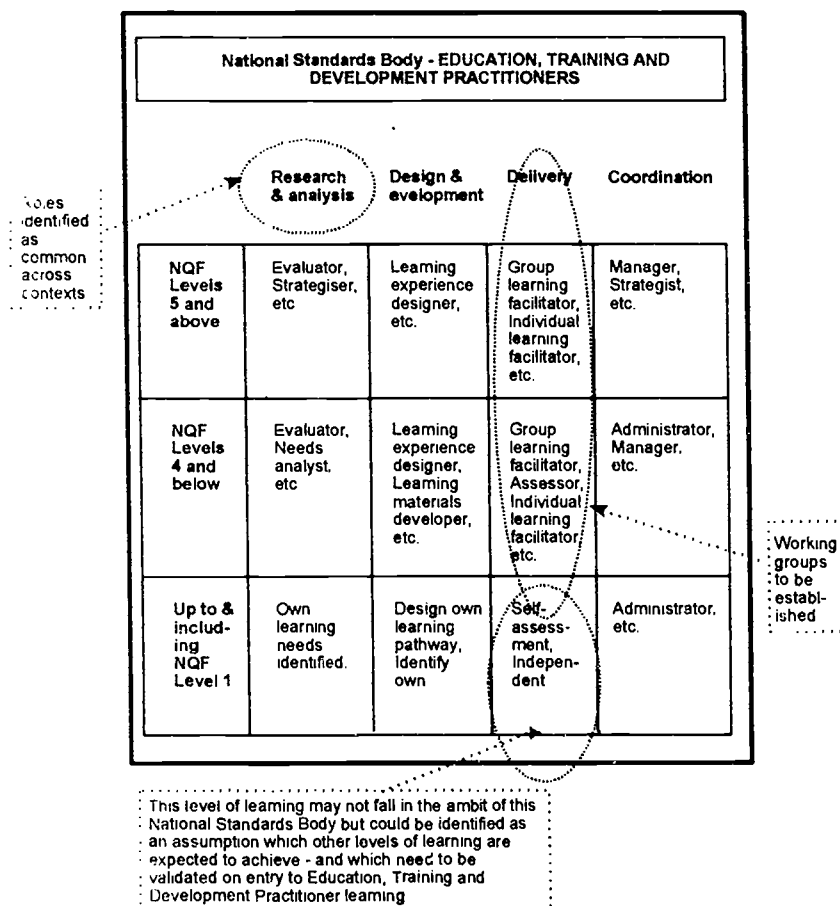 National Standards Body - EDUCATION, TRAINING AND
DEVELOPMENT PRACTITIONERS
Research
& analysis
Design &
evelopment
Delivery
Coordination
identified
as
common
across
contexts
NQF
Levels
5 and
above
Evaluator,
Strategiser,
etc
Learning
experience
designer,
etc.
Group
learning
facilitator,
Individual
learning
facilitator,
etc.
Manager,
Strategist,
etc.
NQF
Levels
4 and
below
Evaluator,
Needs
analyst,
etc
Learning
experience
designer,
Learning
materials
developer,
etc.
Group
learning
facilitator,
Assessor,
Individual
learning
facilitator,
etc.
Administrator,
Manager,
etc.
Working
groups
to be
establ-
ished
Up to &
includ-
ing
NQF
Level 1
Own
learning
needs
identified.
Design own
learning
pathway,
Identify
own
Self-
assess-
ment,
Indepen-
dent
Administrator,
etc.
This level of learning may not fall in the ambit of this
National Standards Body but could be identified as
an assumption which other levels of learning are
expected to achieve - and which need to be
validated on entry to Education, Training and
Development Practitioner learning